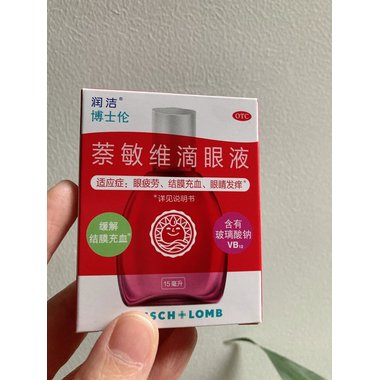 润洁®
博士伦
OTC
萘敏维滴眼液
适应症：眼疲劳、结膜充血、眼睛发痒*
*详见说明书
缓解
结膜充血*
含有
玻璃酸钠
VB12
15毫升
SCH+LOMB